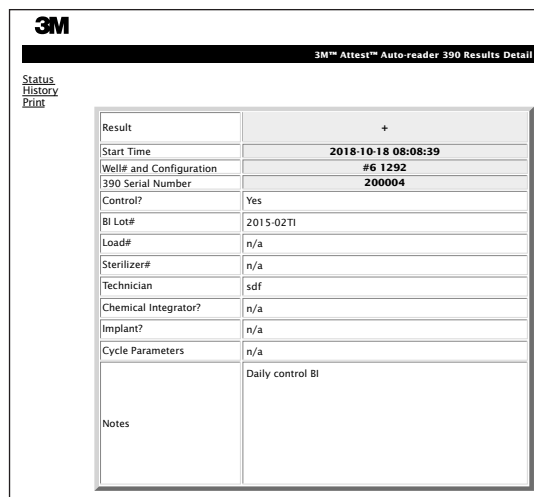 3M
3M™ Attest™ Auto-reader 390 Results Detail
Status
History
Print
Result +
Start Time 2018-10-18 08:08:39
Well# and Configuration #6 1292
390 Serial Number 200004
Control? Yes
BI Lot# 2015-02TI
Load# n/a
Sterilizer# n/a
Technician sdf
Chemical Integrator? n/a
Implant? n/a
Cycle Parameters n/a
Notes Daily control BI